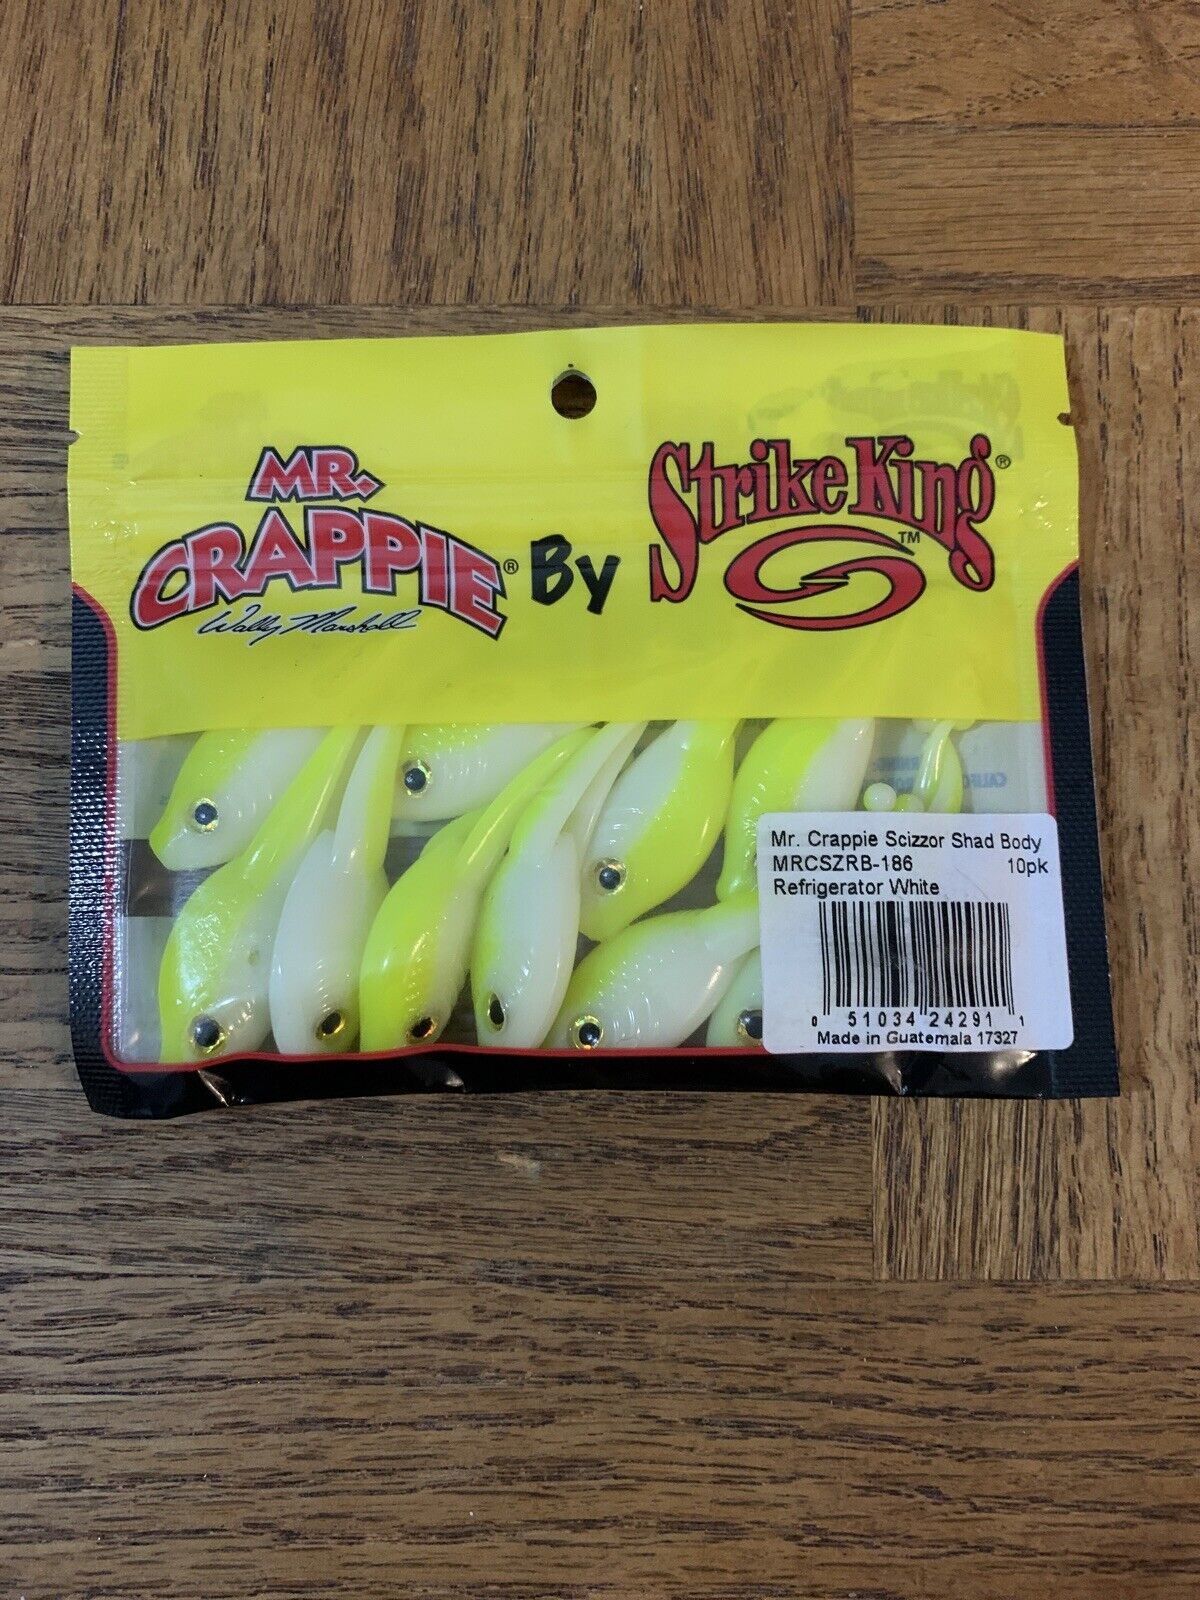 MR.
CRAPPIE®
Wally Marshall
By
Strike King®
™
Mr. Crappie Scizzor Shad Body
MRCSZRB-186 10pk
Refrigerator White
0 51034 24291 1
Made in Guatemala 17327